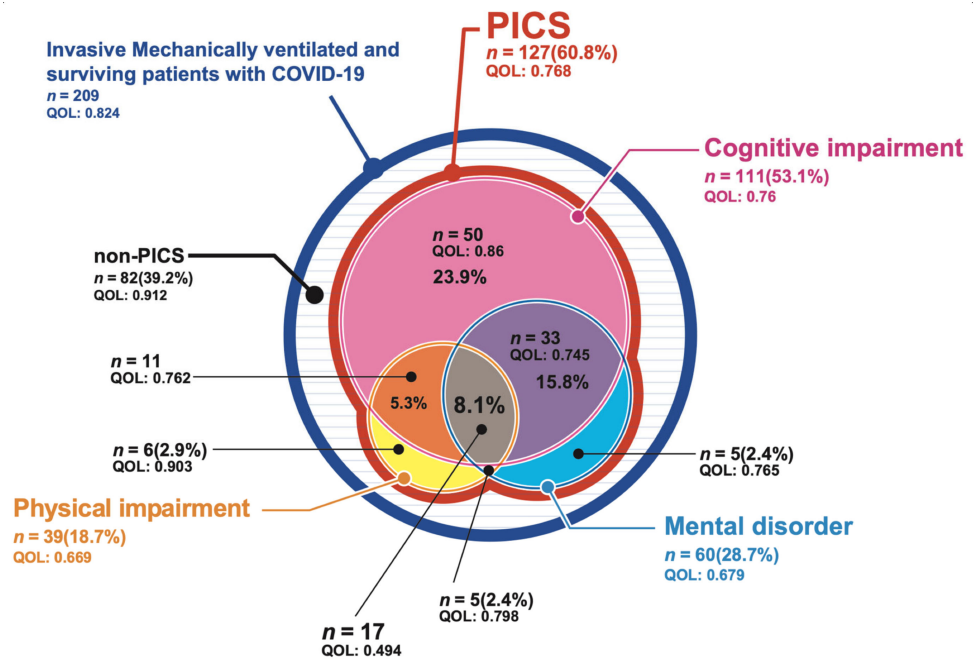 PICS
n = 127(60.8%)
QOL: 0.768
Invasive Mechanically ventilated and
surviving patients with COVID-19
n = 209
QOL: 0.824
Cognitive impairment
n = 111(53.1%)
QOL: 0.76
n = 50
QOL: 0.86
23.9%
non-PICS
n = 82(39.2%)
QOL: 0.912
n = 33
QOL: 0.745
15.8%
n = 11
QOL: 0.762
5.3%
8.1%
n = 6(2.9%)
QOL: 0.903
n = 5(2.4%)
QOL: 0.765
Physical impairment
n = 39(18.7%)
QOL: 0.669
Mental disorder
n = 60(28.7%)
QOL: 0.679
n = 5(2.4%)
QOL: 0.798
n = 17
QOL: 0.494